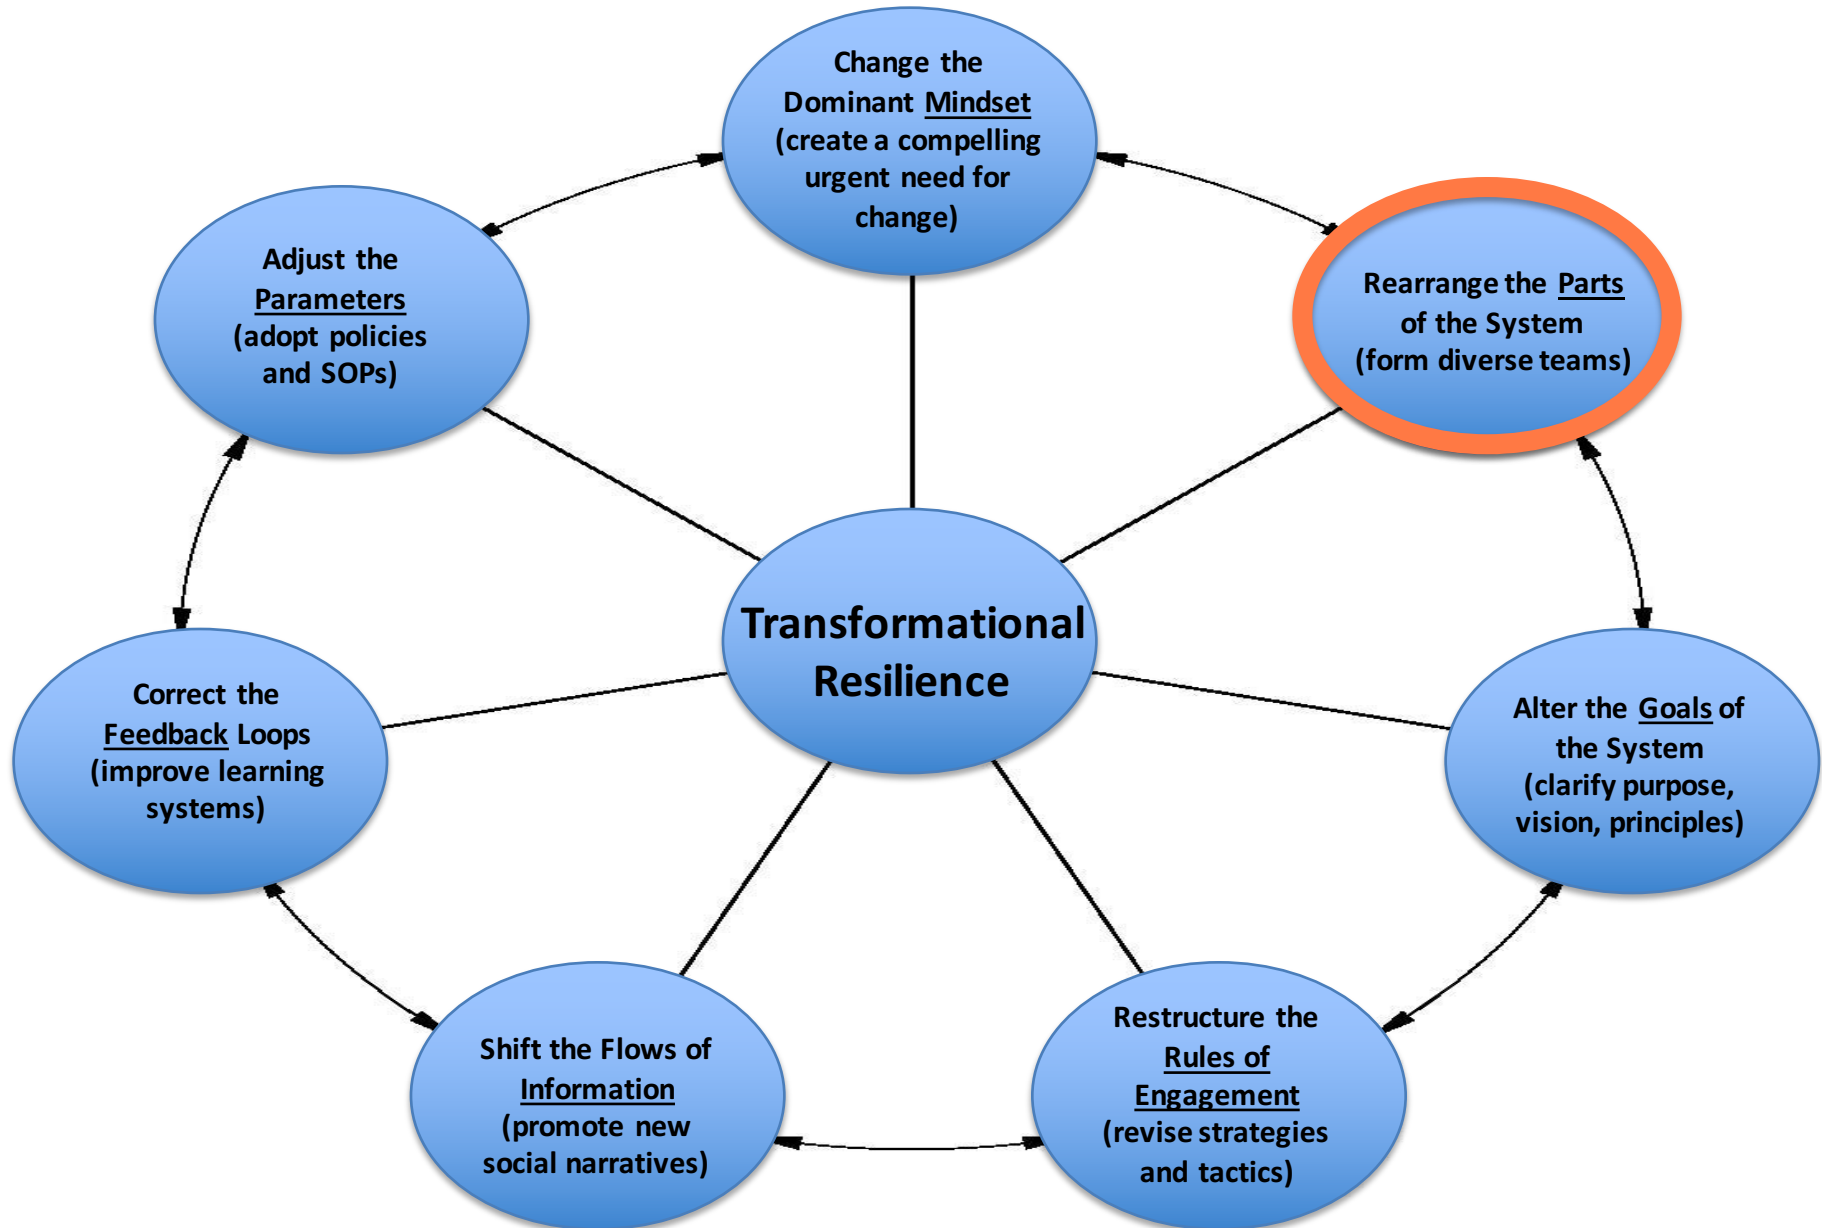 Change the
Dominant Mindset
(create a compelling
urgent need for
change)
Rearrange the Parts
of the System
(form diverse teams)
Alter the Goals of
the System
(clarify purpose,
vision, principles)
Restructure the
Rules of
Engagement
(revise strategies
and tactics)
Shift the Flows of
Information
(promote new
social narratives)
Correct the
Feedback Loops
(improve learning
systems)
Adjust the
Parameters
(adopt policies
and SOPs)
Transformational
Resilience